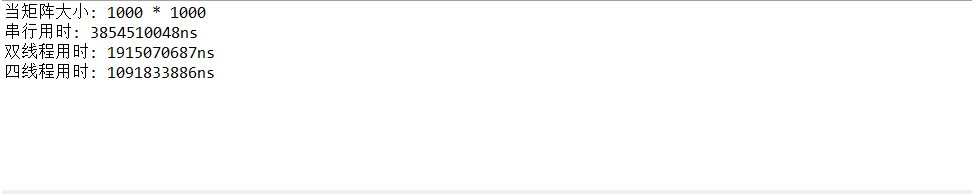 当矩阵大小: 1000 * 1000
串行用时: 3854510048ns
双线程用时: 1915070687ns
四线程用时: 1091833886ns